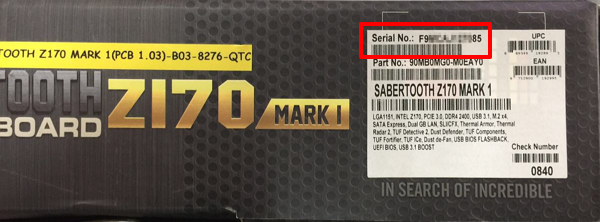 OOTH Z170 MARK 1(PCB 1.03)-B03-8276-QTC
TOOTH Z170 MARK 1
BOARD
Serial No.:
UPC
EAN
Part No.: 90MB0MG0-M0EAY0
SABERTOOTH Z170 MARK 1
LGA1151, INTEL Z170, PCIE 3.0, DDR4 2400, USB 3.1, M.2 x4,
SATA Express, Dual GB LAN, SLI/CFX, Thermal Armor, Thermal
Radar 2, TUF Detective 2, Dust Defender, TUF Components,
TUF Fortifier, TUF ICe, Dust de-Fan, USB BIOS FLASHBACK,
UEFI BIOS, USB 3.1 BOOST
Check Number
0840
IN SEARCH OF INCREDIBLE